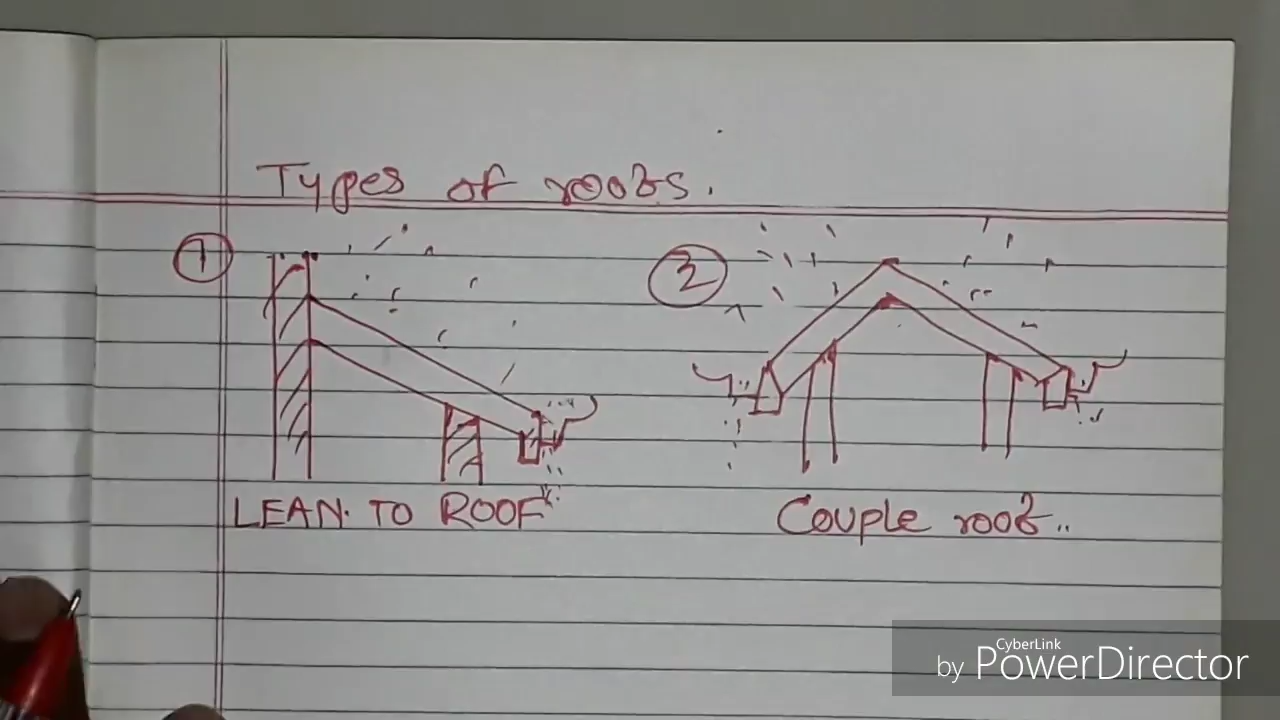 Types of roofs.
1
2
LEAN. TO ROOF
Couple roof..
CyberLink
by PowerDirector